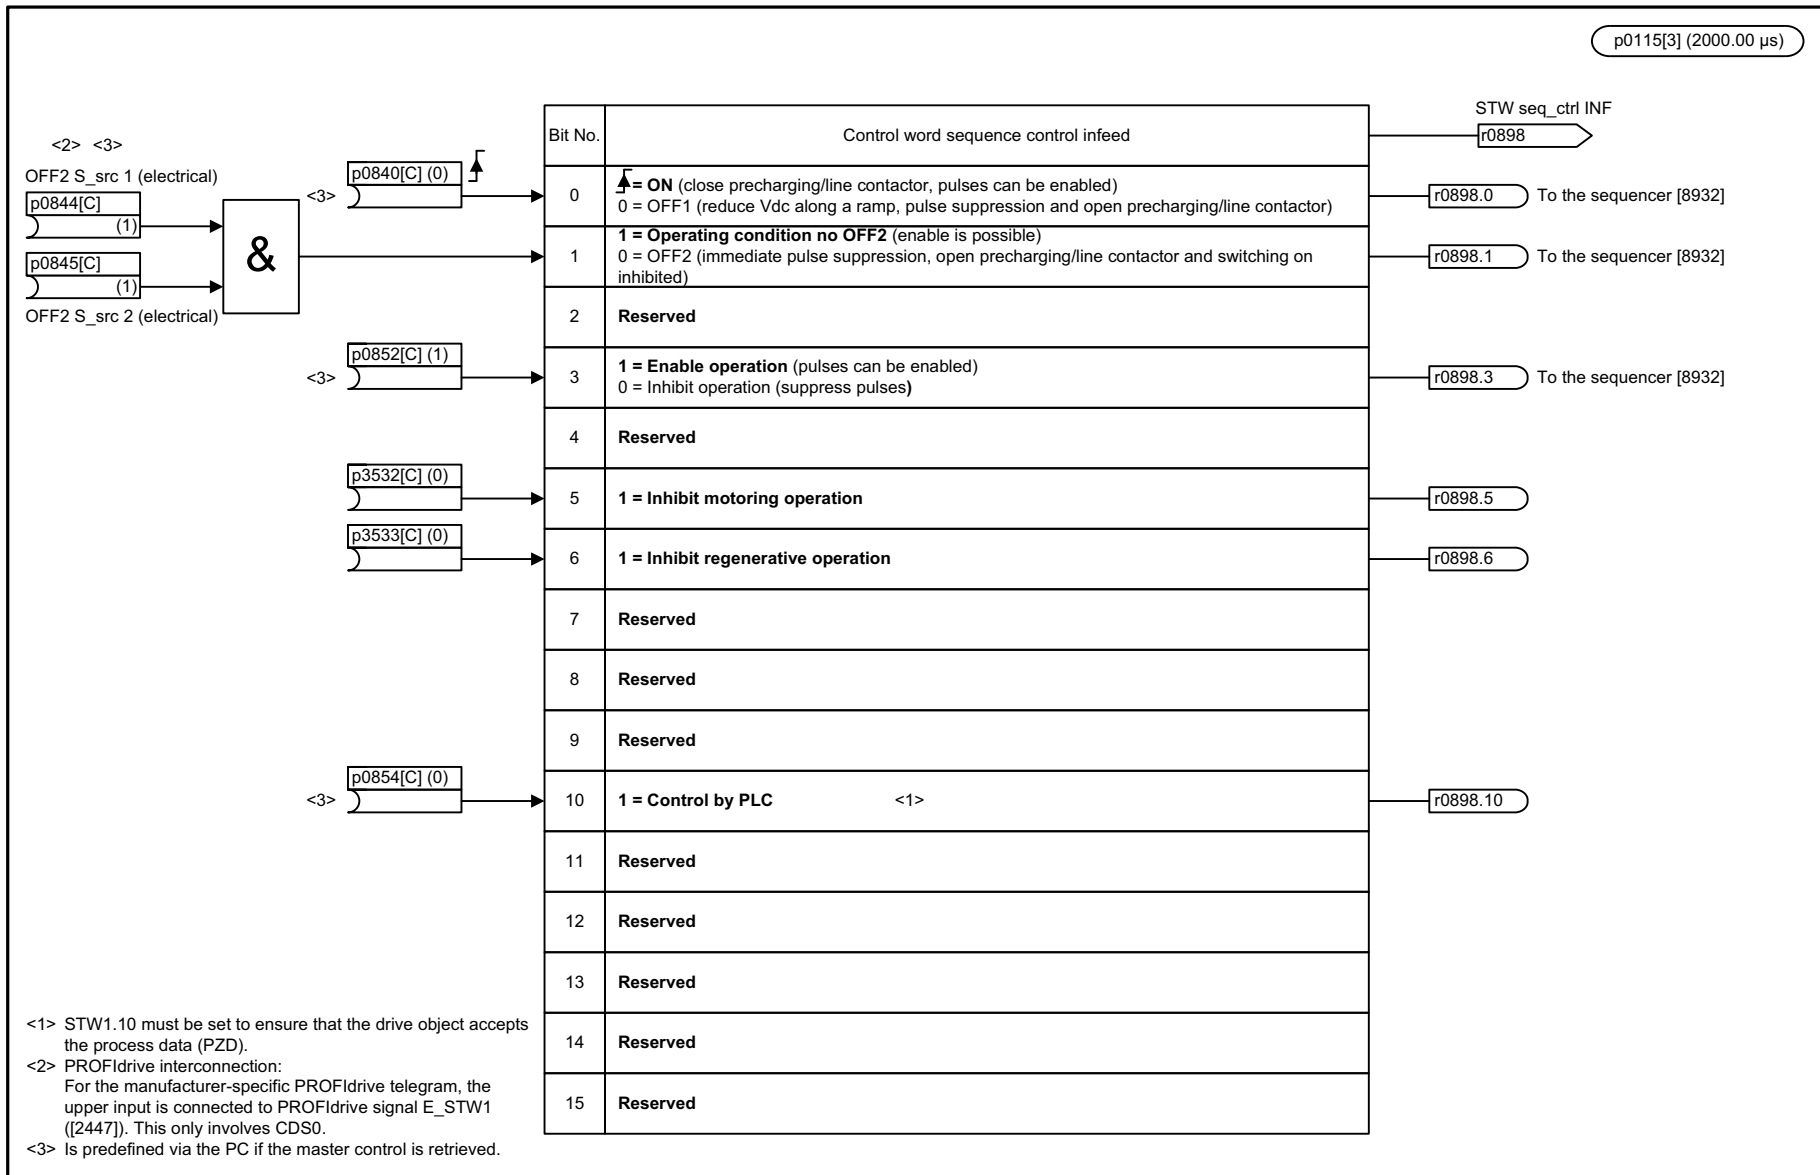 p0115[3] (2000.00 µs)
STW seq_ctrl INF
r0898
Bit No.
Control word sequence control infeed
<2> <3>
OFF2 S_src 1 (electrical)
p0844[C]
(1)
p0845[C]
(1)
OFF2 S_src 2 (electrical)
&
<3>
p0840[C] (0)
0
= ON (close precharging/line contactor, pulses can be enabled)
0 = OFF1 (reduce Vdc along a ramp, pulse suppression and open precharging/line contactor)
r0898.0
To the sequencer [8932]
1
1 = Operating condition no OFF2 (enable is possible)
0 = OFF2 (immediate pulse suppression, open precharging/line contactor and switching on
inhibited)
r0898.1
To the sequencer [8932]
2
Reserved
<3>
p0852[C] (1)
3
1 = Enable operation (pulses can be enabled)
0 = Inhibit operation (suppress pulses)
r0898.3
To the sequencer [8932]
4
Reserved
p3532[C] (0)
5
1 = Inhibit motoring operation
r0898.5
p3533[C] (0)
6
1 = Inhibit regenerative operation
r0898.6
7
Reserved
8
Reserved
9
Reserved
<3>
p0854[C] (0)
10
1 = Control by PLC <1>
r0898.10
11
Reserved
12
Reserved
13
Reserved
14
Reserved
15
Reserved
<1> STW1.10 must be set to ensure that the drive object accepts
the process data (PZD).
<2> PROFIdrive interconnection:
For the manufacturer-specific PROFIdrive telegram, the
upper input is connected to PROFIdrive signal E_STW1
([2447]). This only involves CDS0.
<3> Is predefined via the PC if the master control is retrieved.